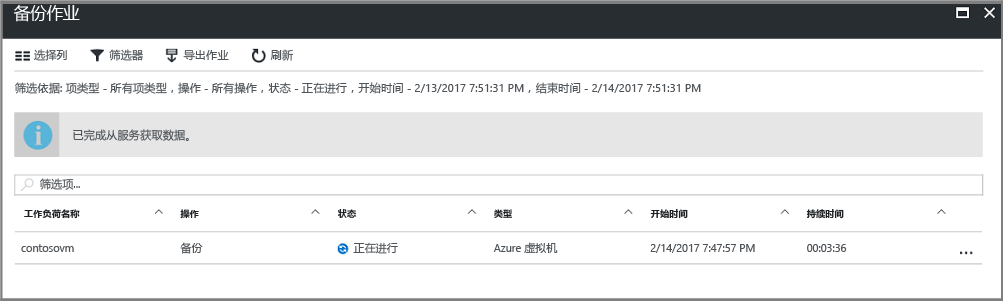 备份作业
选择列 筛选器 导出作业 刷新
筛选依据: 项类型 - 所有项类型，操作 - 所有操作，状态 - 正在进行，开始时间 - 2/13/2017 7:51:31 PM，结束时间 - 2/14/2017 7:51:31 PM
已完成从服务获取数据。
筛选项...
工作负荷名称 操作 状态 类型 开始时间 持续时间
contosovm 备份 正在进行 Azure 虚拟机 2/14/2017 7:47:57 PM 00:03:36 ...